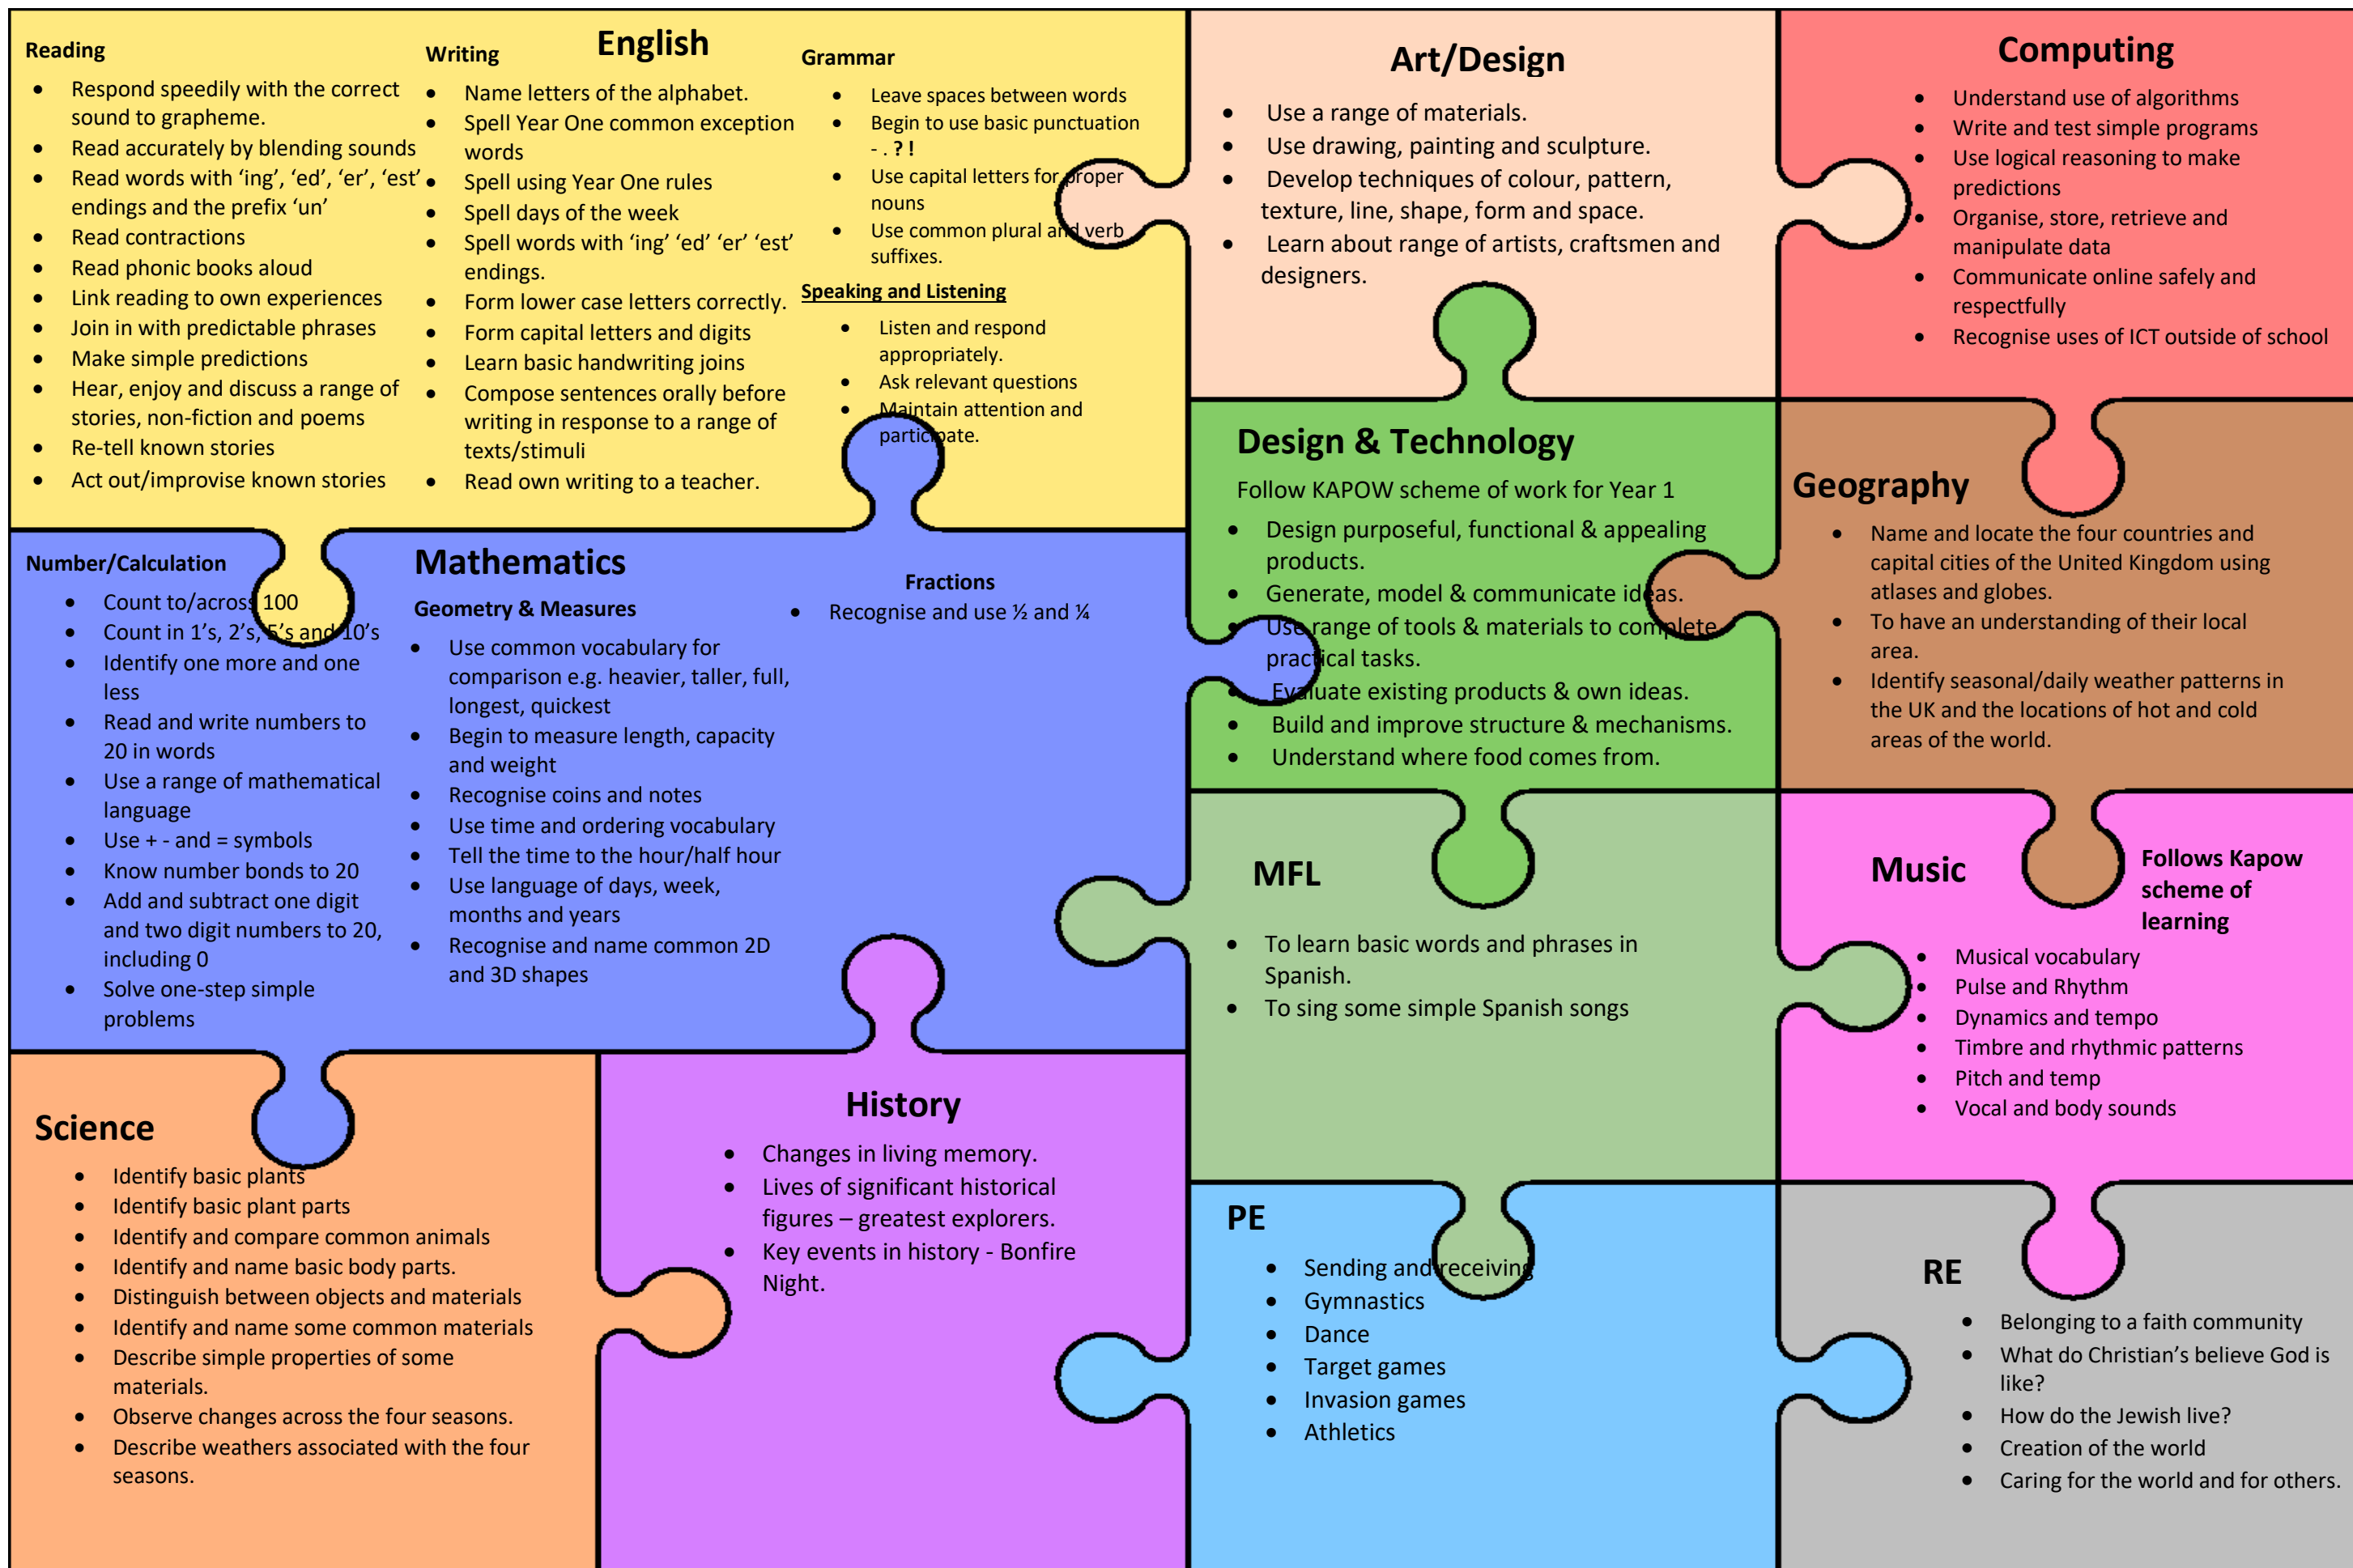 English
Reading
• Respond speedily with the correct
sound to grapheme.
• Read accurately by blending sounds
• Read words with ‘ing’, ‘ed’, ‘er’, ‘est’
endings and the prefix ‘un’
• Read contractions
• Read phonic books aloud
• Link reading to own experiences
• Join in with predictable phrases
• Make simple predictions
• Hear, enjoy and discuss a range of
stories, non-fiction and poems
• Re-tell known stories
• Act out/improvise known stories
Writing
• Name letters of the alphabet.
• Spell Year One common exception
words
• Spell using Year One rules
• Spell days of the week
• Spell words with ‘ing’ ‘ed’ ‘er’ ‘est’
endings.
• Form lower case letters correctly.
• Form capital letters and digits
• Learn basic handwriting joins
• Compose sentences orally before
writing in response to a range of
texts/stimuli
• Read own writing to a teacher.
Grammar
• Leave spaces between words
• Begin to use basic punctuation
- . ? !
• Use capital letters for proper
nouns
• Use common plural and verb
suffixes.
Speaking and Listening
• Listen and respond
appropriately.
• Ask relevant questions
• Maintain attention and
participate.
Art/Design
• Use a range of materials.
• Use drawing, painting and sculpture.
• Develop techniques of colour, pattern,
texture, line, shape, form and space.
• Learn about range of artists, craftsmen and
designers.
Computing
• Understand use of algorithms
• Write and test simple programs
• Use logical reasoning to make
predictions
• Organise, store, retrieve and
manipulate data
• Communicate online safely and
respectfully
• Recognise uses of ICT outside of school
Mathematics
Number/Calculation
• Count to/across 100
• Count in 1’s, 2’s, 5’s and 10’s
• Identify one more and one
less
• Read and write numbers to
20 in words
• Use a range of mathematical
language
• Use + - and = symbols
• Know number bonds to 20
• Add and subtract one digit
and two digit numbers to 20,
including 0
• Solve one-step simple
problems
Geometry & Measures
• Use common vocabulary for
comparison e.g. heavier, taller, full,
longest, quickest
• Begin to measure length, capacity
and weight
• Recognise coins and notes
• Use time and ordering vocabulary
• Tell the time to the hour/half hour
• Use language of days, week,
months and years
• Recognise and name common 2D
and 3D shapes
Fractions
• Recognise and use ½ and ¼
Design & Technology
Follow KAPOW scheme of work for Year 1
• Design purposeful, functional & appealing
products.
• Generate, model & communicate ideas.
• Use range of tools & materials to complete
practical tasks.
• Evaluate existing products & own ideas.
• Build and improve structure & mechanisms.
• Understand where food comes from.
Geography
• Name and locate the four countries and
capital cities of the United Kingdom using
atlases and globes.
• To have an understanding of their local
area.
• Identify seasonal/daily weather patterns in
the UK and the locations of hot and cold
areas of the world.
MFL
• To learn basic words and phrases in
Spanish.
• To sing some simple Spanish songs
Music
Follows Kapow
scheme of
learning
• Musical vocabulary
• Pulse and Rhythm
• Dynamics and tempo
• Timbre and rhythmic patterns
• Pitch and temp
• Vocal and body sounds
Science
• Identify basic plants
• Identify basic plant parts
• Identify and compare common animals
• Identify and name basic body parts.
• Distinguish between objects and materials
• Identify and name some common materials
• Describe simple properties of some
materials.
• Observe changes across the four seasons.
• Describe weathers associated with the four
seasons.
History
• Changes in living memory.
• Lives of significant historical
figures – greatest explorers.
• Key events in history - Bonfire
Night.
PE
• Sending and receiving
• Gymnastics
• Dance
• Target games
• Invasion games
• Athletics
RE
• Belonging to a faith community
• What do Christian’s believe God is
like?
• How do the Jewish live?
• Creation of the world
• Caring for the world and for others.